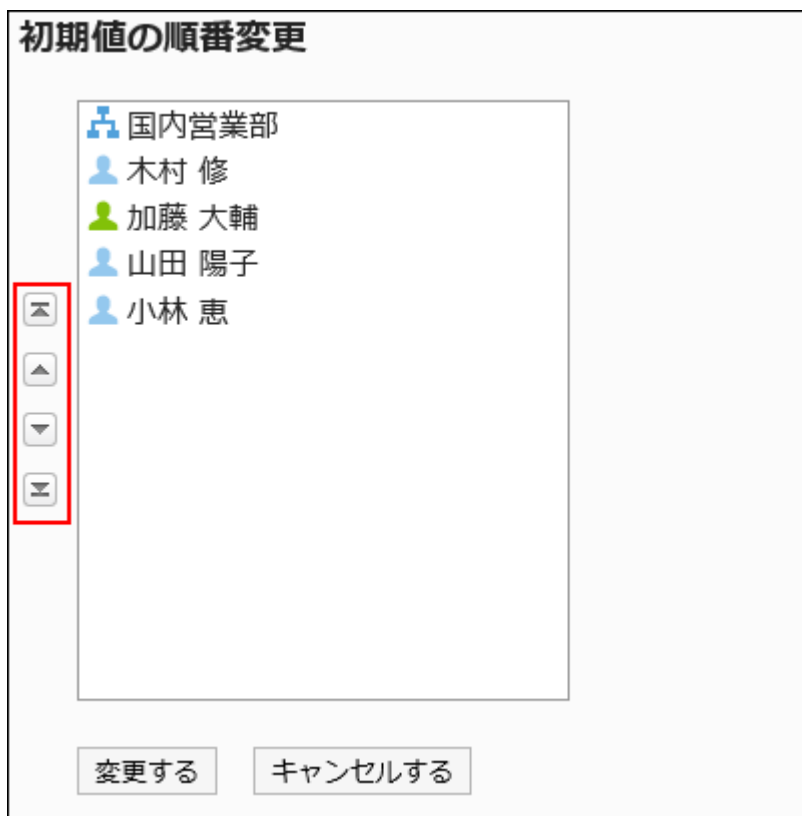 初期値の順番変更
国内営業部
木村 修
加藤 大輔
山田 陽子
小林 恵
変更する キャンセルする